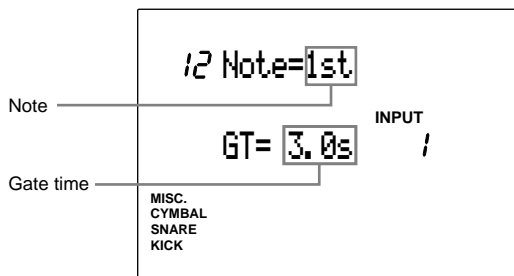 12 Note=1st
Note
INPUT
GT= 3.0s 1
Gate time
MISC.
CYMBAL
SNARE
KICK